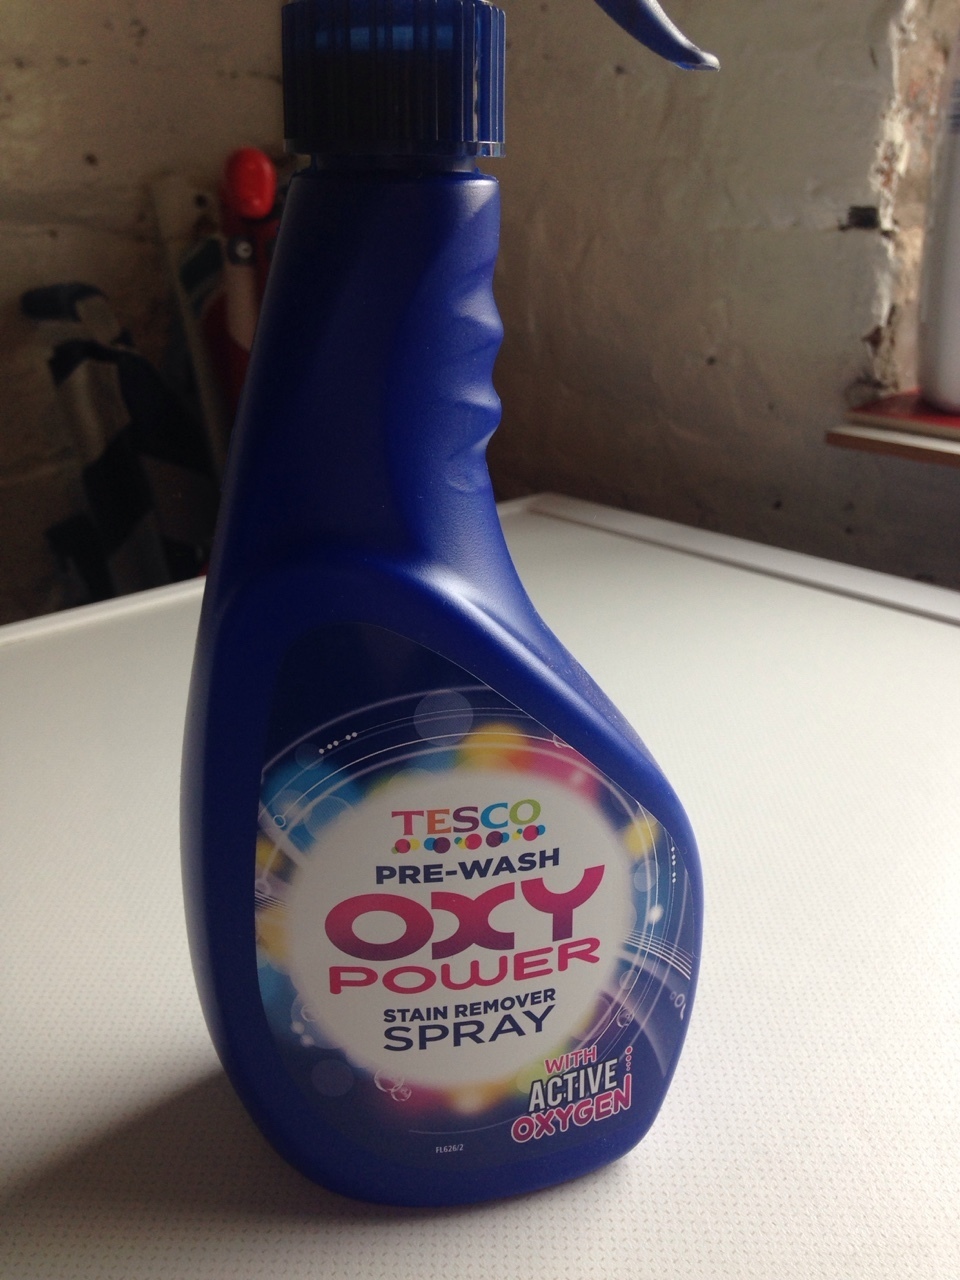 TESCO
PRE-WASH
OXY
POWER
STAIN REMOVER
SPRAY
WITH
ACTIVE
OXYGEN
FL626/2